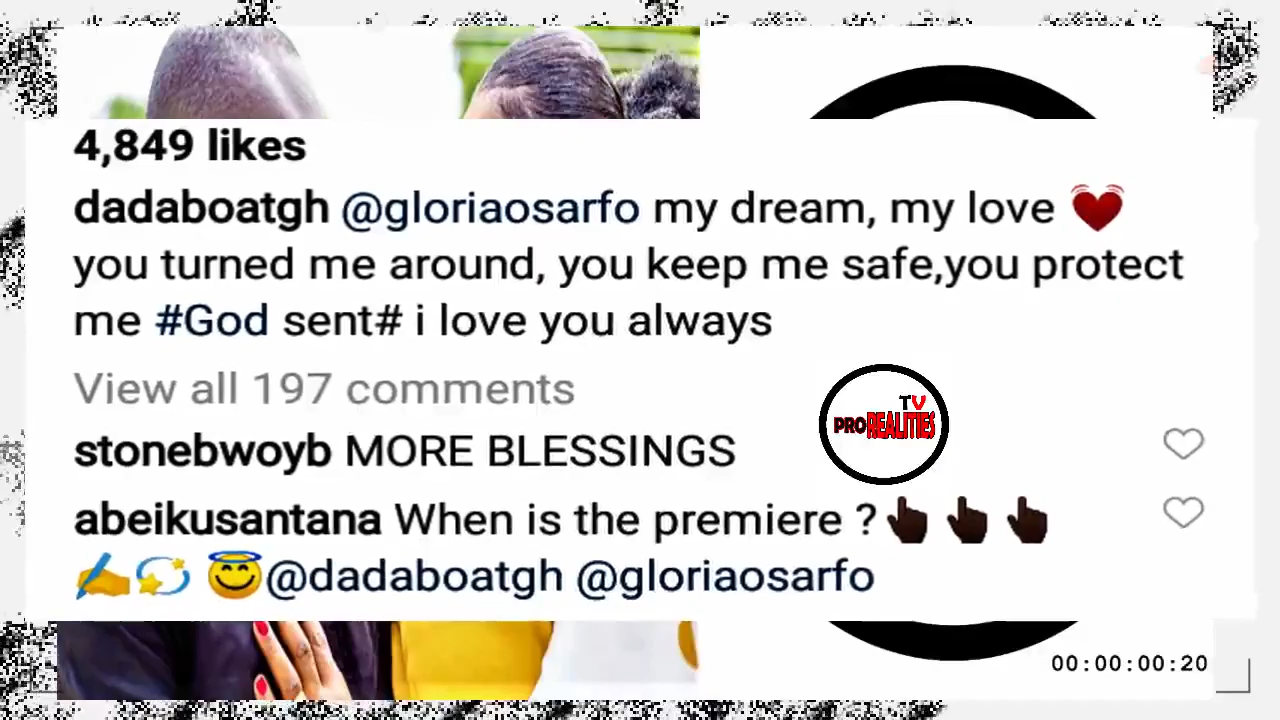 4,849 likes
dadaboatgh @gloriaosarfo my dream, my love 💓
you turned me around, you keep me safe,you protect
me #God sent# i love you always
View all 197 comments
TV
PROREALITIES
stonebwoyb MORE BLESSINGS
abeikusantana When is the premiere ?👆🏿👆🏿👆🏿
✍️💫 😇@dadaboatgh @gloriaosarfo
00:00:00:20